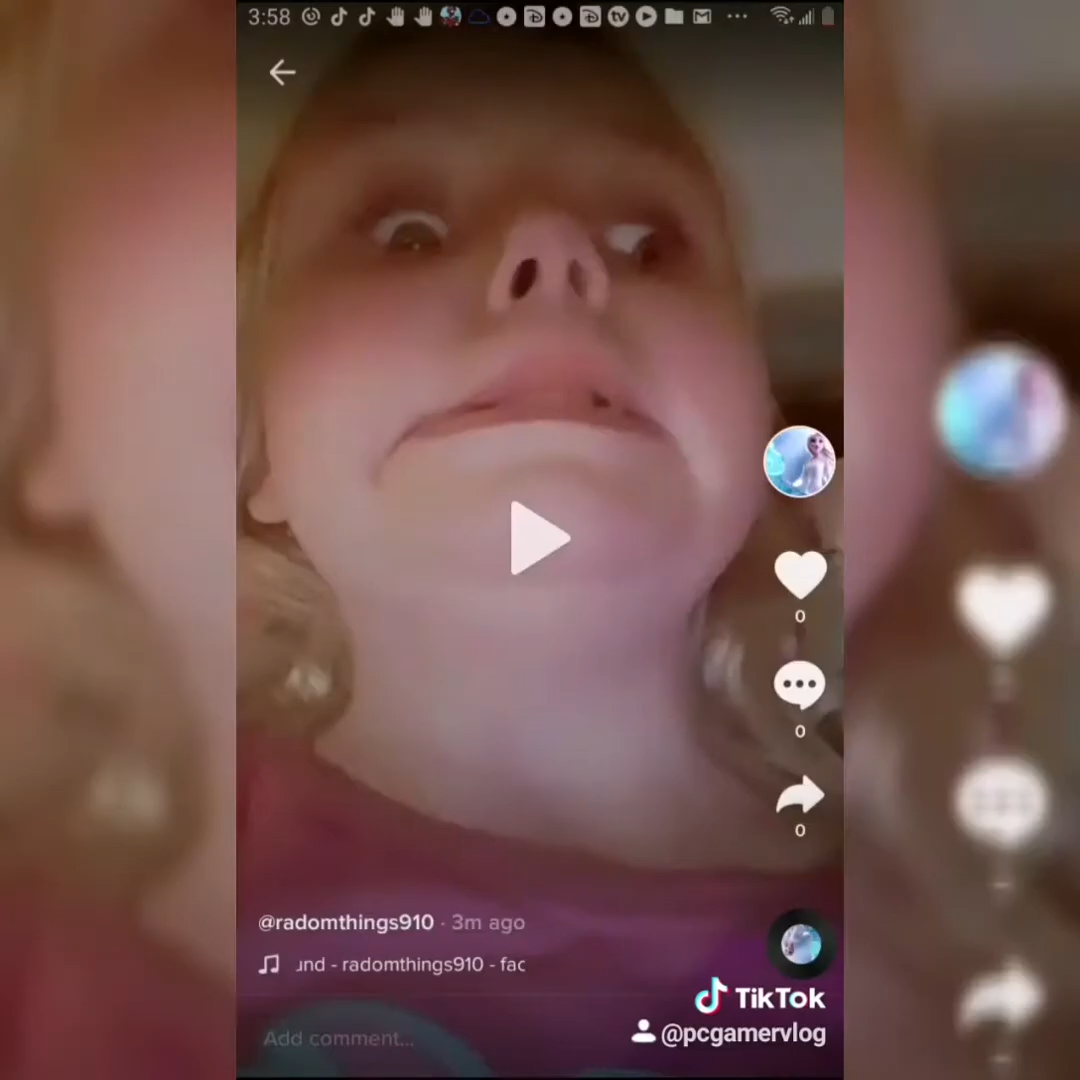 3:58
0
0
0
@radomthings910 · 3m ago
und - radomthings910 - fac
Add comment...
TikTok
@pcgamervlog